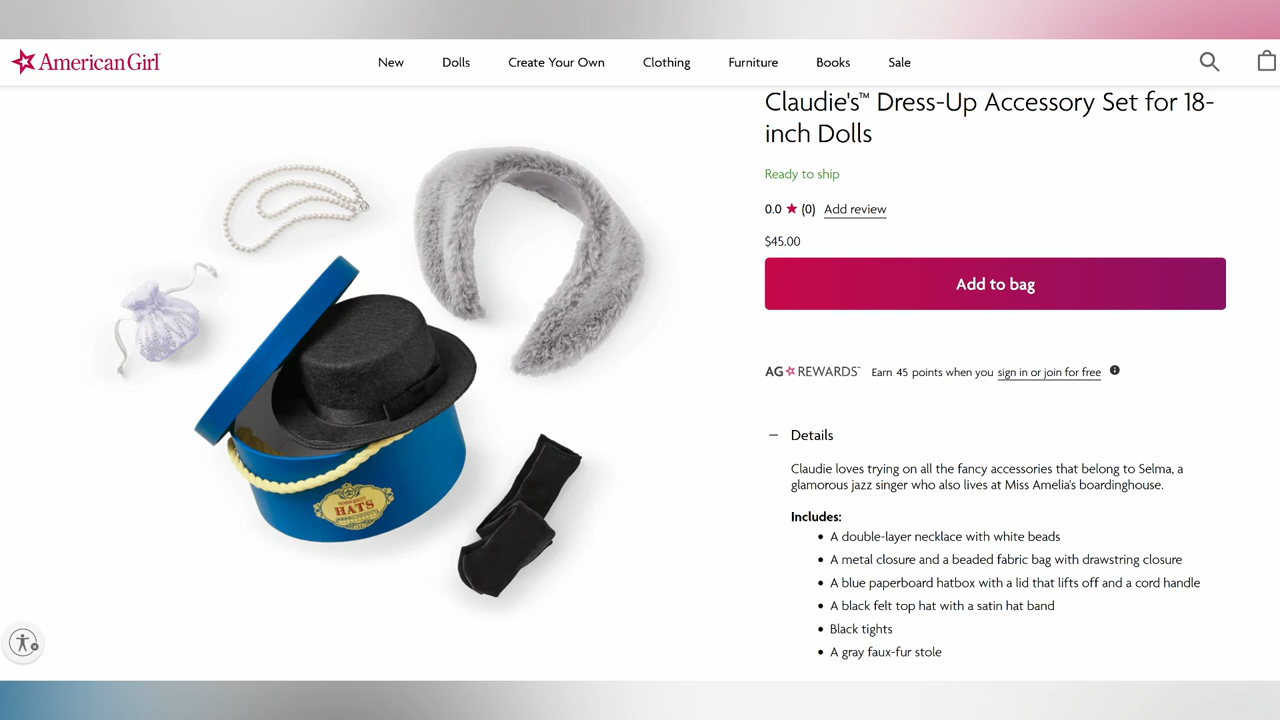 AmericanGirl
New
Dolls
Create Your Own
Clothing
Furniture
Books
Sale
Claudie's™ Dress-Up Accessory Set for 18-
inch Dolls
Ready to ship
0.0 ★ (0) Add review
$45.00
Add to bag
AG★REWARDS™ Earn 45 points when you sign in or join for free
– Details
Claudie loves trying on all the fancy accessories that belong to Selma, a
glamorous jazz singer who also lives at Miss Amelia's boardinghouse.
Includes:
• A double-layer necklace with white beads
• A metal closure and a beaded fabric bag with drawstring closure
• A blue paperboard hatbox with a lid that lifts off and a cord handle
• A black felt top hat with a satin hat band
• Black tights
• A gray faux-fur stole
HATS